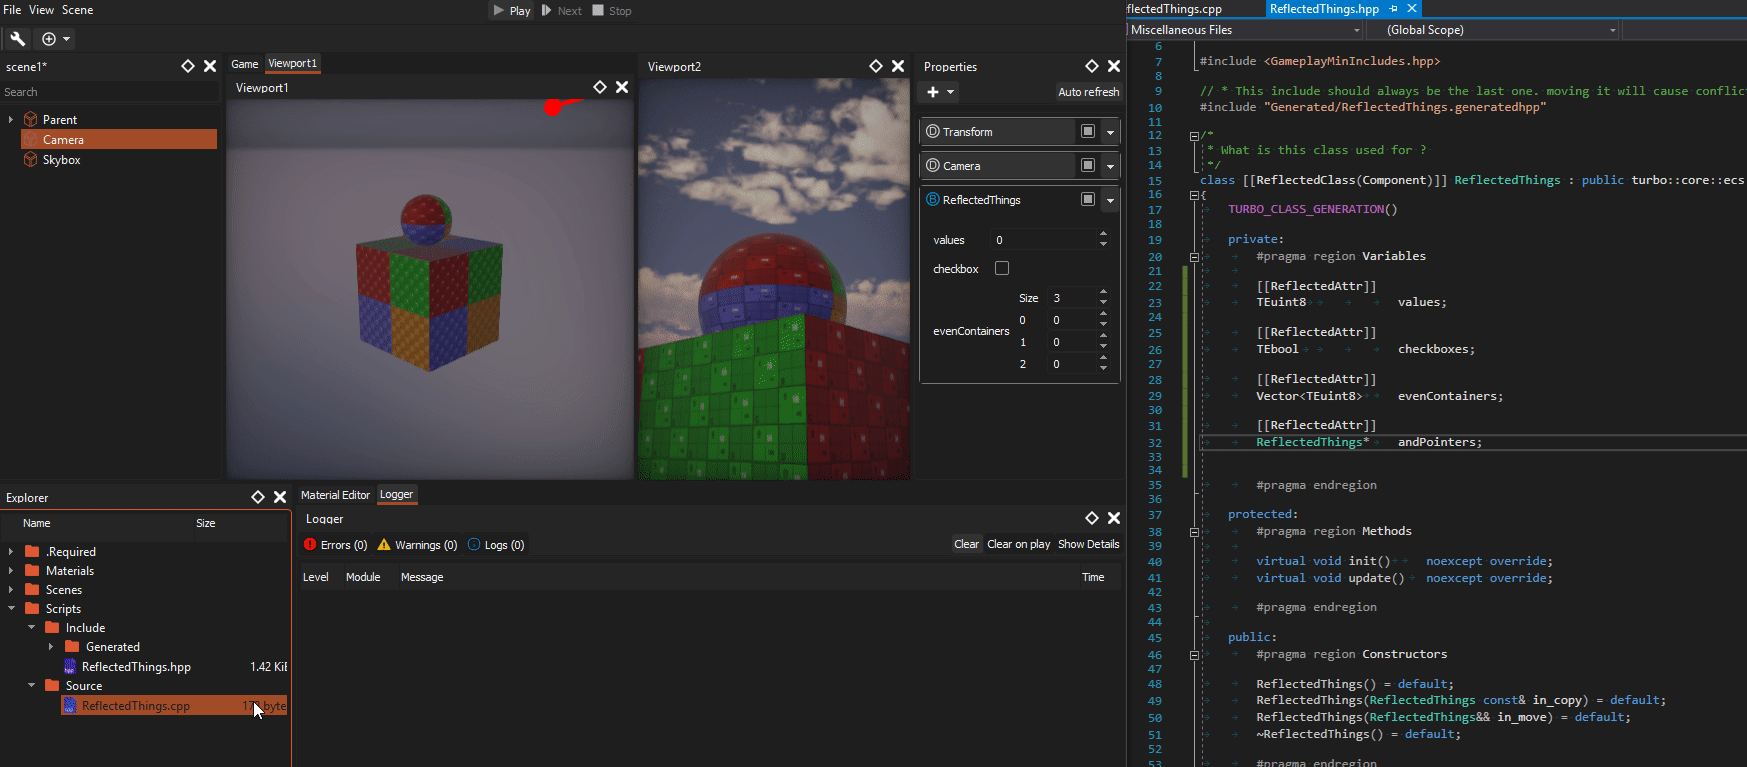 File View Scene
Play Next Stop
scene1*
Search
Parent
Camera
Skybox
Game Viewport1
Viewport1
Viewport2
Properties
Auto refresh
Transform
Camera
ReflectedThings
values 0
checkbox
evenContainers
Size 3
0 0
1 0
2 0
Explorer
Name Size
.Required
Materials
Scenes
Scripts
Include
Generated
ReflectedThings.hpp 1.42 KiB
Source
ReflectedThings.cpp byte
Material Editor Logger
Logger
Errors (0) Warnings (0) Logs (0)
Clear Clear on play Show Details
Level Module Message Time
eflectedThings.cpp ReflectedThings.hpp
Miscellaneous Files (Global Scope)
6
7 #include <GameplayMinIncludes.hpp>
8
9 // * This include should always be the last one. moving it will cause conflic
10 #include "Generated/ReflectedThings.generatedhpp"
11
12 /*
13 * What is this class used for ?
14 */
15 class [[ReflectedClass(Component)]] ReflectedThings : public turbo::core::ecs
16 {
17 TURBO_CLASS_GENERATION()
18
19 private:
20 #pragma region Variables
21
22 [[ReflectedAttr]]
23 TEuint8 values;
24
25 [[ReflectedAttr]]
26 TEbool checkboxes;
27
28 [[ReflectedAttr]]
29 Vector<TEuint8> evenContainers;
30
31 [[ReflectedAttr]]
32 ReflectedThings* andPointers;
33
34
35 #pragma endregion
36
37 protected:
38 #pragma region Methods
39
40 virtual void init() noexcept override;
41 virtual void update() noexcept override;
42
43 #pragma endregion
44
45 public:
46 #pragma region Constructors
47
48 ReflectedThings() = default;
49 ReflectedThings(ReflectedThings const& in_copy) = default;
50 ReflectedThings(ReflectedThings&& in_move) = default;
51 ~ReflectedThings() = default;
52
53 #pragma endregion